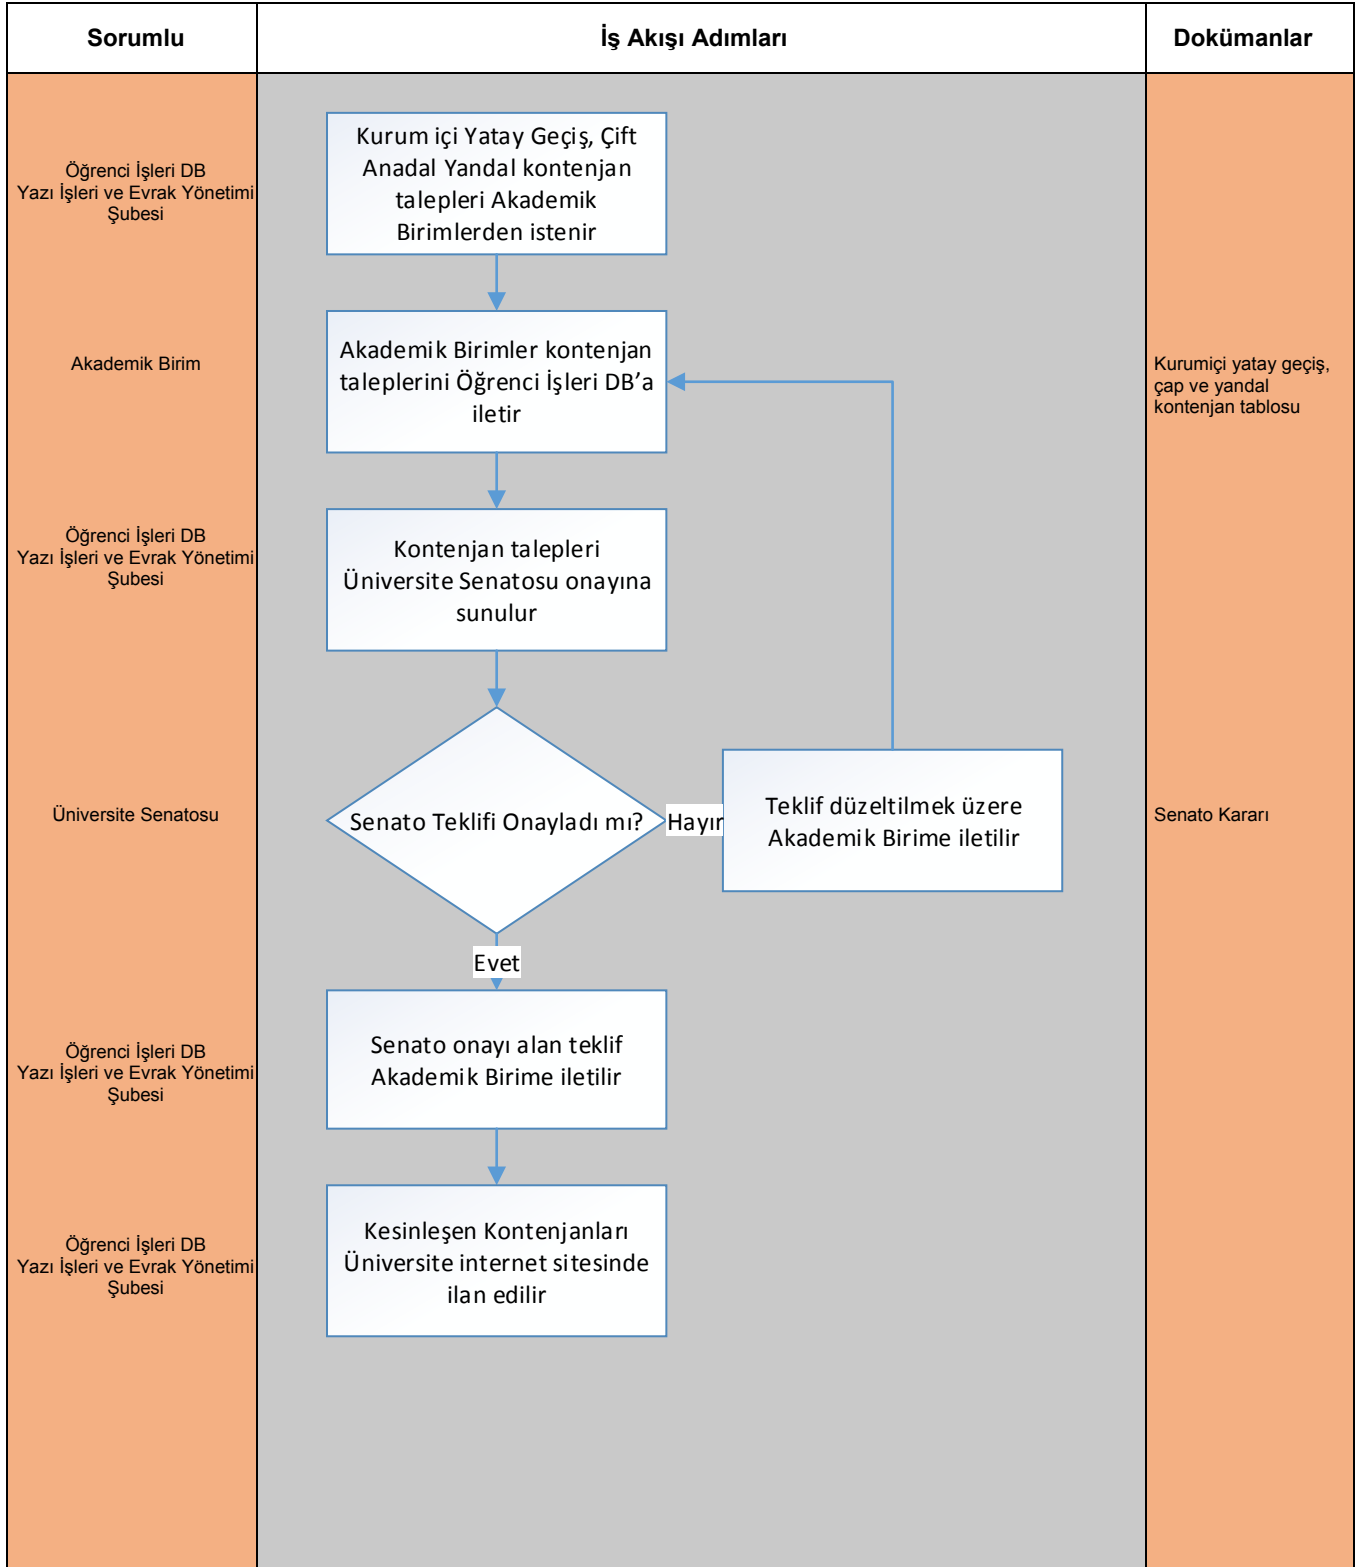 Sorumlu
İş Akışı Adımları
Dokümanlar
Öğrenci İşleri DB
Yazı İşleri ve Evrak Yönetimi
Şubesi
Kurum içi Yatay Geçiş, Çift
Anadal Yandal kontenjan
talepleri Akademik
Birimlerden istenir
Akademik Birim
Akademik Birimler kontenjan
taleplerini Öğrenci İşleri DB’a
iletir
Kurumiçi yatay geçiş,
çap ve yandal
kontenjan tablosu
Öğrenci İşleri DB
Yazı İşleri ve Evrak Yönetimi
Şubesi
Kontenjan talepleri
Üniversite Senatosu onayına
sunulur
Üniversite Senatosu
Senato Teklifi Onayladı mı?
Hayır
Teklif düzeltilmek üzere
Akademik Birime iletilir
Senato Kararı
Evet
Öğrenci İşleri DB
Yazı İşleri ve Evrak Yönetimi
Şubesi
Senato onayı alan teklif
Akademik Birime iletilir
Öğrenci İşleri DB
Yazı İşleri ve Evrak Yönetimi
Şubesi
Kesinleşen Kontenjanları
Üniversite internet sitesinde
ilan edilir